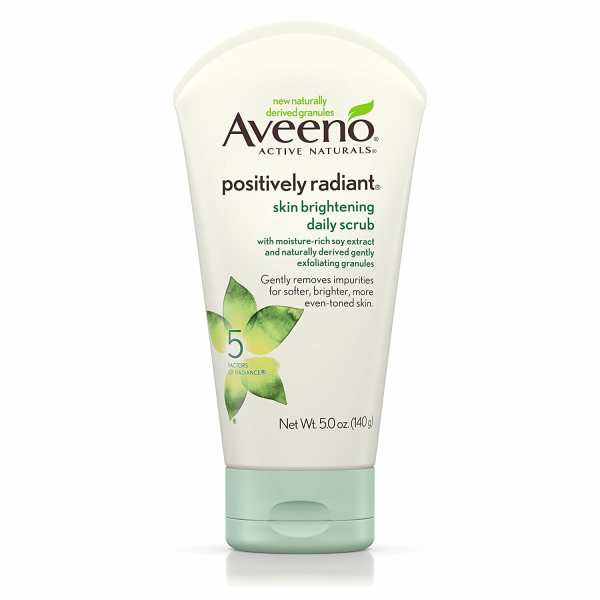 new naturally
derived granules
Aveeno®
ACTIVE NATURALS®
positively radiant®
skin brightening
daily scrub
with moisture-rich soy extract
and naturally derived gently
exfoliating granules
Gently removes impurities
for softer, brighter, more
even-toned skin.
5
FACTORS
OF RADIANCE®
®
Net Wt. 5.0 oz. (140g)